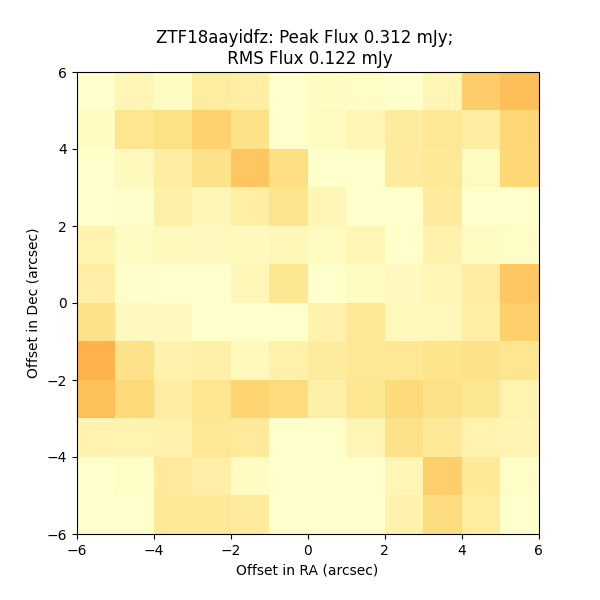 ZTF18aayidfz: Peak Flux 0.312 mJy;
RMS Flux 0.122 mJy
6
4
2
0
−2
−4
−6
Offset in Dec (arcsec)
−6 −4 −2 0 2 4 6
Offset in RA (arcsec)